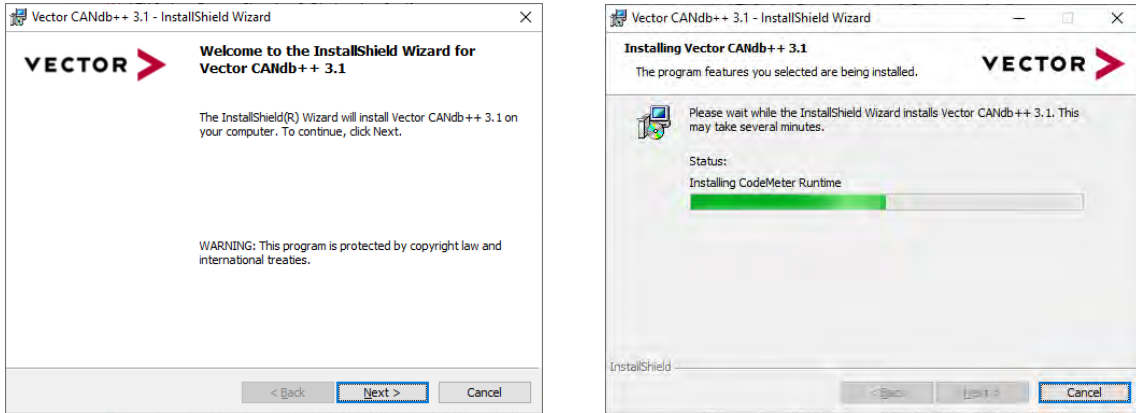 Vector CANdb++ 3.1 - InstallShield Wizard
VECTOR
Welcome to the InstallShield Wizard for
Vector CANdb++ 3.1
The InstallShield(R) Wizard will install Vector CANdb++ 3.1 on
your computer. To continue, click Next.
WARNING: This program is protected by copyright law and
international treaties.
< Back
Next >
Cancel
Vector CANdb++ 3.1 - InstallShield Wizard
Installing Vector CANdb++ 3.1
The program features you selected are being installed.
VECTOR
Please wait while the InstallShield Wizard installs Vector CANdb++ 3.1. This
may take several minutes.
Status:
Installing CodeMeter Runtime
InstallShield
< Back
Next >
Cancel